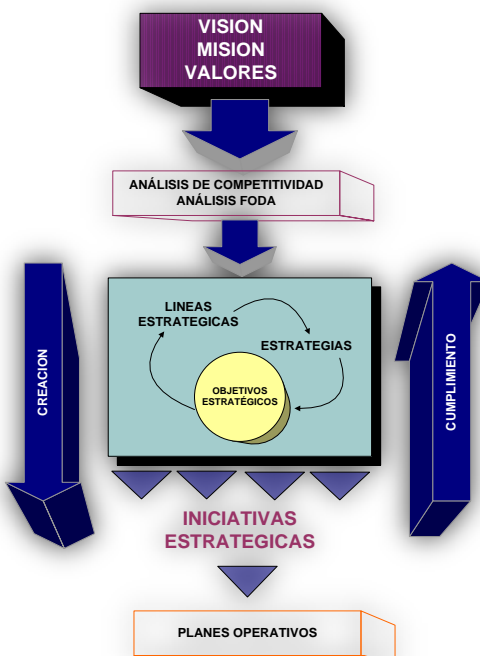 VISION
MISION
VALORES
ANÁLISIS DE COMPETITIVIDAD
ANÁLISIS FODA
LINEAS
ESTRATEGICAS
ESTRATEGIAS
OBJETIVOS
ESTRATÉGICOS
CREACION
CUMPLIMIENTO
INICIATIVAS
ESTRATEGICAS
PLANES OPERATIVOS